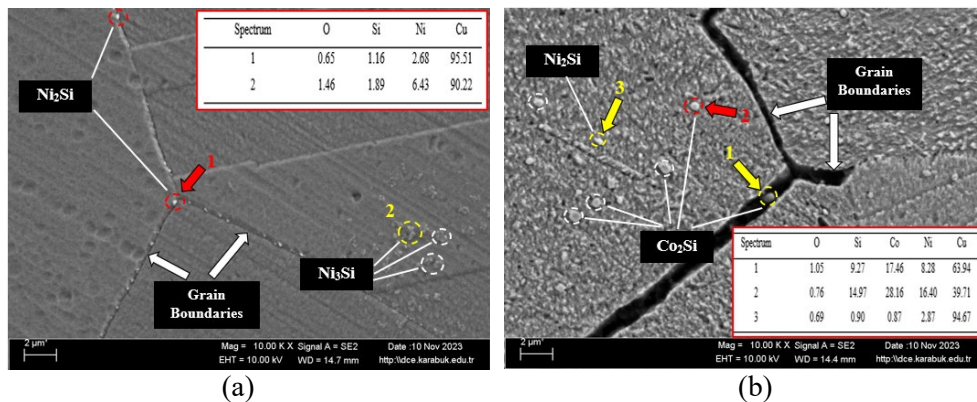 Spectrum O Si Ni Cu
1 0.65 1.16 2.68 95.51
2 1.46 1.89 6.43 90.22
Ni₂Si
1
2
Ni₃Si
Grain
Boundaries
2 µm
Mag = 10.00 K X Signal A = SE2 Date :10 Nov 2023
EHT = 10.00 kV WD = 14.7 mm http://ldce.karabuk.edu.tr
(a)
Ni₂Si
3
2
Grain
Boundaries
1
Co₂Si
Spectrum O Si Co Ni Cu
1 1.05 9.27 17.46 8.28 63.94
2 0.76 14.97 28.16 16.40 39.71
3 0.69 0.90 0.87 2.87 94.67
2 µm
Mag = 10.00 K X Signal A = SE2 Date :10 Nov 2023
EHT = 10.00 kV WD = 14.4 mm http://ldce.karabuk.edu.tr
(b)